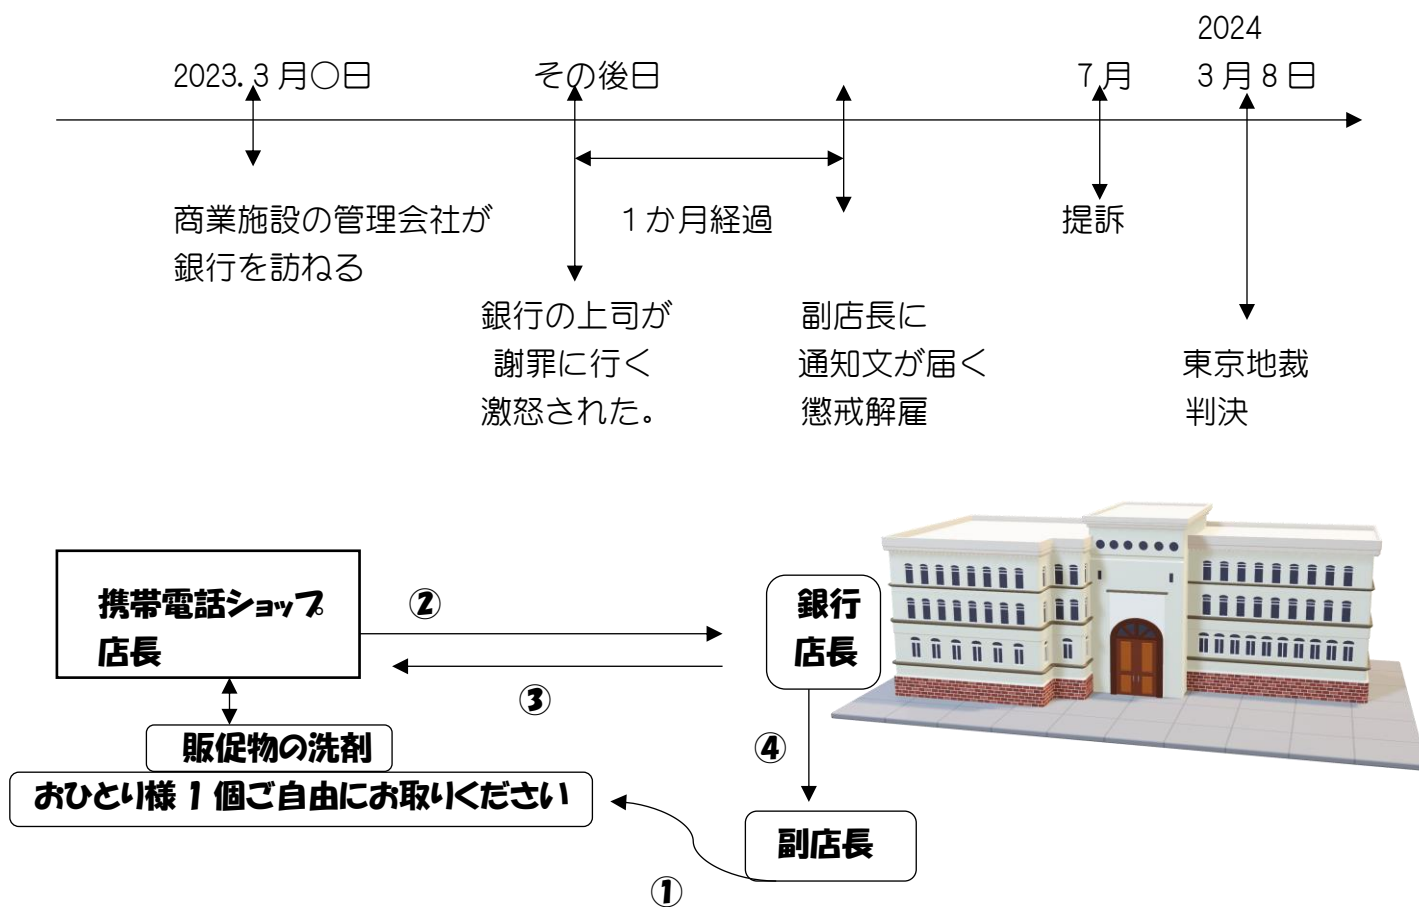 2024
2023.3月〇日
その後日
7月
3月8日
商業施設の管理会社が
銀行を訪ねる
1か月経過
提訴
銀行の上司が
謝罪に行く
激怒された。
副店長に
通知文が届く
懲戒解雇
東京地裁
判決
携帯電話ショップ
店長
②
③
銀行
店長
④
販促物の洗剤
おひとり様1個ご自由にお取りください
副店長
①